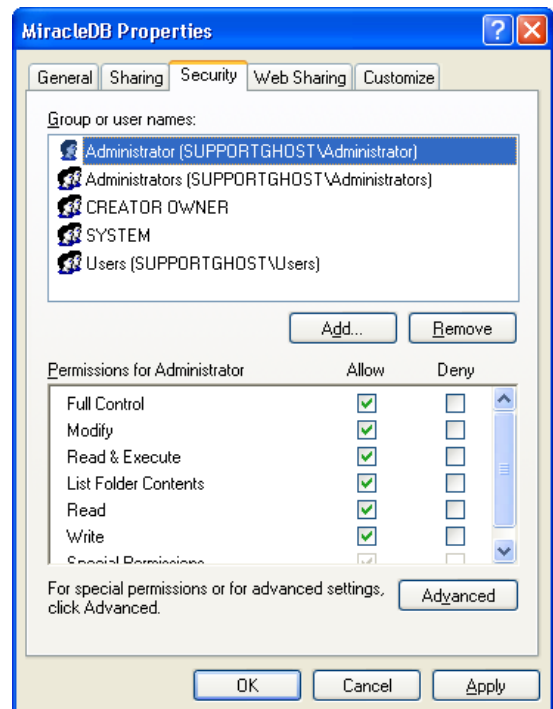 MiracleDB Properties
General Sharing Security Web Sharing Customize
Group or user names:
Administrator (SUPPORTGHOST\Administrator)
Administrators (SUPPORTGHOST\Administrators)
CREATOR OWNER
SYSTEM
Users (SUPPORTGHOST\Users)
Add... Remove
Permissions for Administrator Allow Deny
Full Control
Modify
Read & Execute
List Folder Contents
Read
Write
Special Permissions
For special permissions or for advanced settings,
click Advanced.
Advanced
OK Cancel Apply